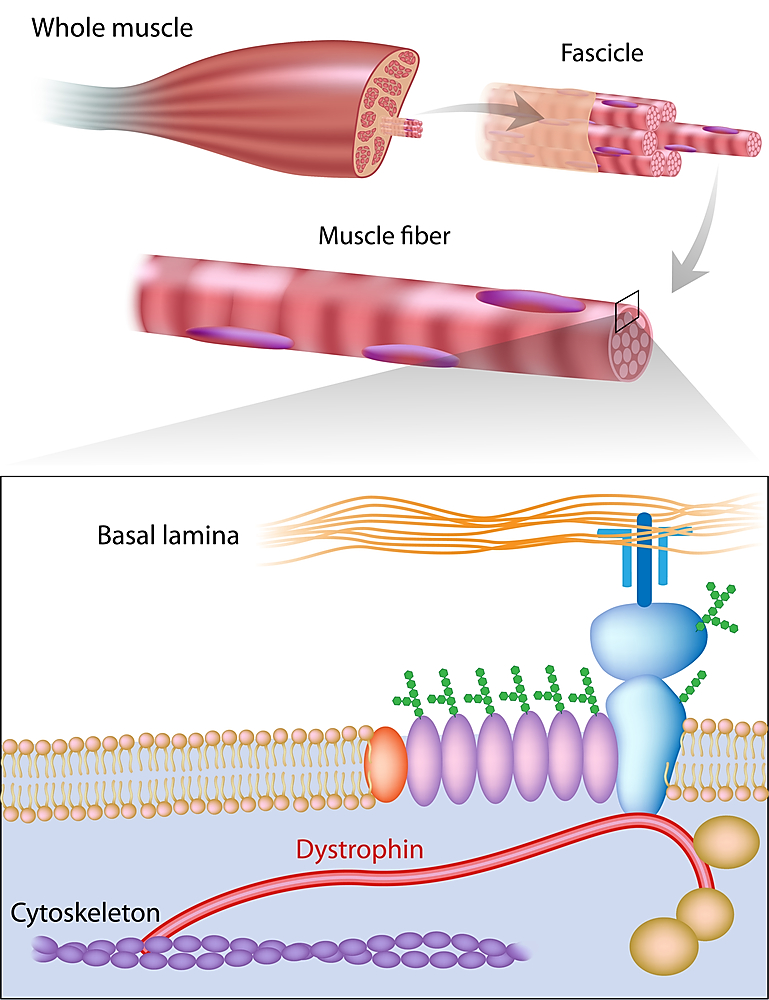 Whole muscle
Fascicle
Muscle fiber
Basal lamina
Dystrophin
Cytoskeleton